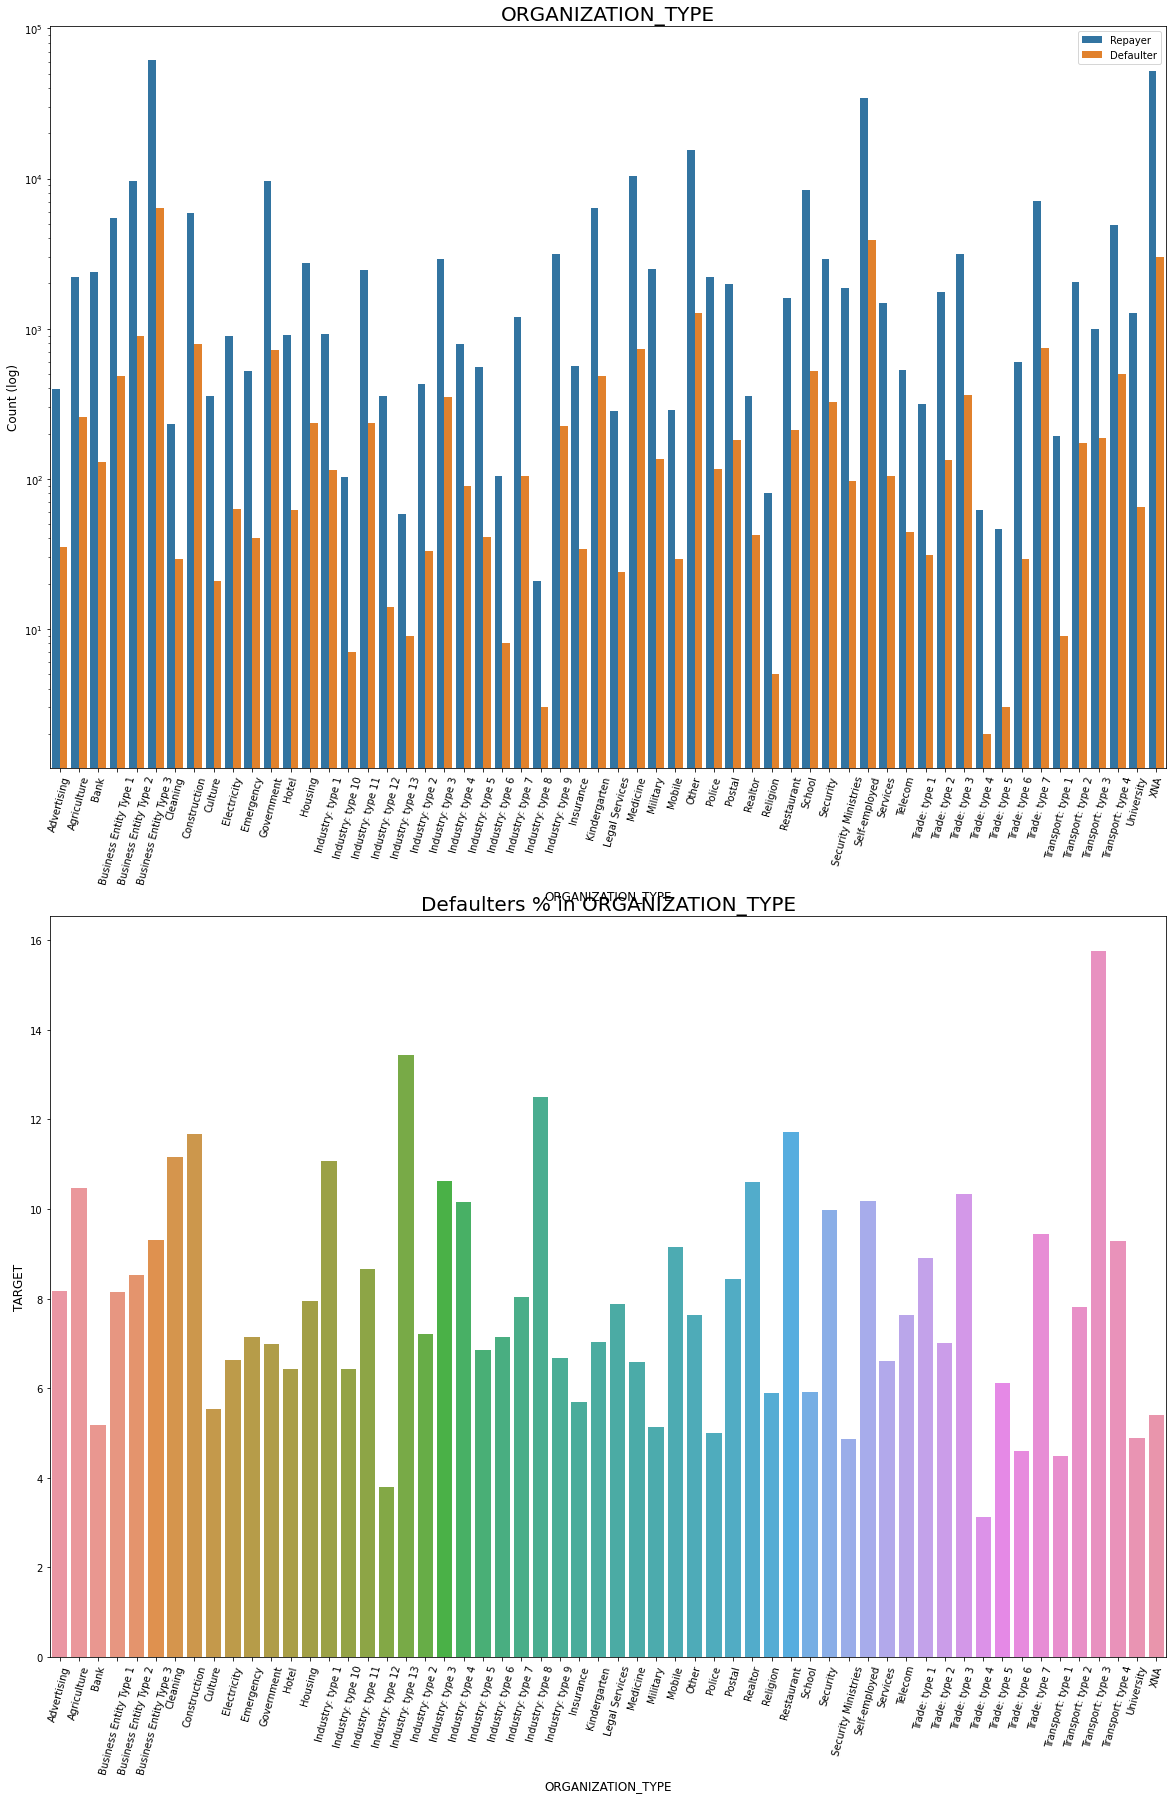 ORGANIZATION_TYPE
Repayer
Defaulter
10⁵
10⁴
10³
10²
10¹
Count (log)
Advertising
Agriculture
Bank
Business Entity Type 1
Business Entity Type 2
Business Entity Type 3
Cleaning
Construction
Culture
Electricity
Emergency
Government
Hotel
Housing
Industry: type 1
Industry: type 10
Industry: type 11
Industry: type 12
Industry: type 13
Industry: type 2
Industry: type 3
Industry: type 4
Industry: type 5
Industry: type 6
Industry: type 7
Industry: type 8
Industry: type 9
Insurance
Kindergarten
Legal Services
Medicine
Military
Mobile
Other
Police
Postal
Realtor
Religion
Restaurant
School
Security
Security Ministries
Self-employed
Services
Telecom
Trade: type 1
Trade: type 2
Trade: type 3
Trade: type 4
Trade: type 5
Trade: type 6
Trade: type 7
Transport: type 1
Transport: type 2
Transport: type 3
Transport: type 4
University
XNA
ORGANIZATION_TYPE
Defaulters % in ORGANIZATION_TYPE
16
14
12
10
8
6
4
2
0
TARGET
Advertising
Agriculture
Bank
Business Entity Type 1
Business Entity Type 2
Business Entity Type 3
Cleaning
Construction
Culture
Electricity
Emergency
Government
Hotel
Housing
Industry: type 1
Industry: type 10
Industry: type 11
Industry: type 12
Industry: type 13
Industry: type 2
Industry: type 3
Industry: type 4
Industry: type 5
Industry: type 6
Industry: type 7
Industry: type 8
Industry: type 9
Insurance
Kindergarten
Legal Services
Medicine
Military
Mobile
Other
Police
Postal
Realtor
Religion
Restaurant
School
Security
Security Ministries
Self-employed
Services
Telecom
Trade: type 1
Trade: type 2
Trade: type 3
Trade: type 4
Trade: type 5
Trade: type 6
Trade: type 7
Transport: type 1
Transport: type 2
Transport: type 3
Transport: type 4
University
XNA
ORGANIZATION_TYPE